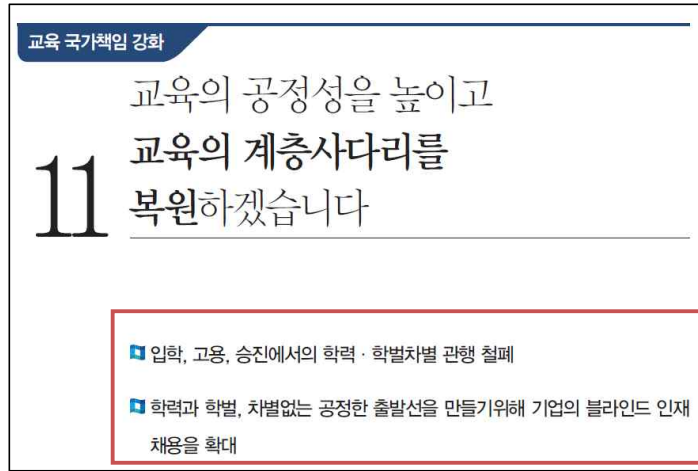 교육 국가책임 강화
교육의 공정성을 높이고
교육의 계층사다리를
11
복원하겠습니다
입학, 고용, 승진에서의 학력 · 학벌차별 관행 철폐
학력과 학벌, 차별없는 공정한 출발선을 만들기위해 기업의 블라인드 인재
채용을 확대